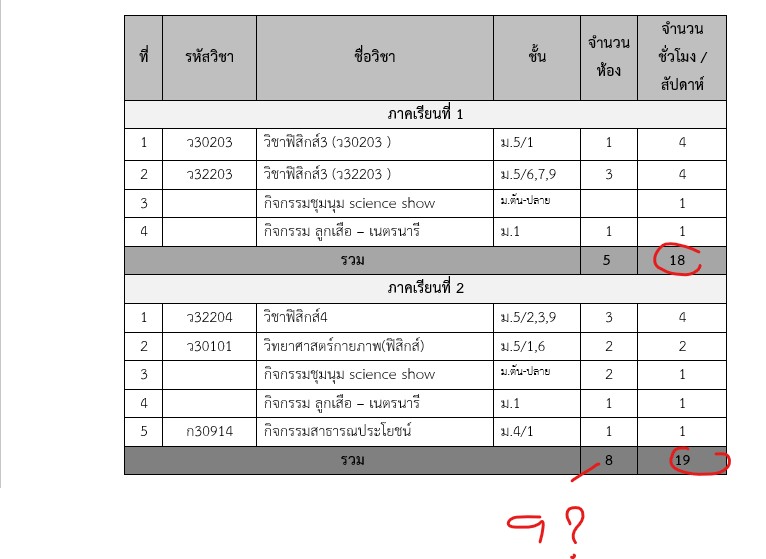 ที่ รหัสวิชา ชื่อวิชา ชั้น จำนวนห้อง จำนวนชั่วโมง / สัปดาห์
ภาคเรียนที่ 1
1 ว30203 วิชาฟิสิกส์3 (ว30203 ) ม.5/1 1 4
2 ว32203 วิชาฟิสิกส์3 (ว32203 ) ม.5/6,7,9 3 4
3 กิจกรรมชุมนุม science show ม.ต้น-ปลาย 1
4 กิจกรรม ลูกเสือ – เนตรนารี ม.1 1 1
รวม 5 18
ภาคเรียนที่ 2
1 ว32204 วิชาฟิสิกส์4 ม.5/2,3,9 3 4
2 ว30101 วิทยาศาสตร์กายภาพ(ฟิสิกส์) ม.5/1,6 2 2
3 กิจกรรมชุมนุม science show ม.ต้น-ปลาย 2 1
4 กิจกรรม ลูกเสือ – เนตรนารี ม.1 1 1
5 ก30914 กิจกรรมสาธารณประโยชน์ ม.4/1 1 1
รวม 8 19
9 ?